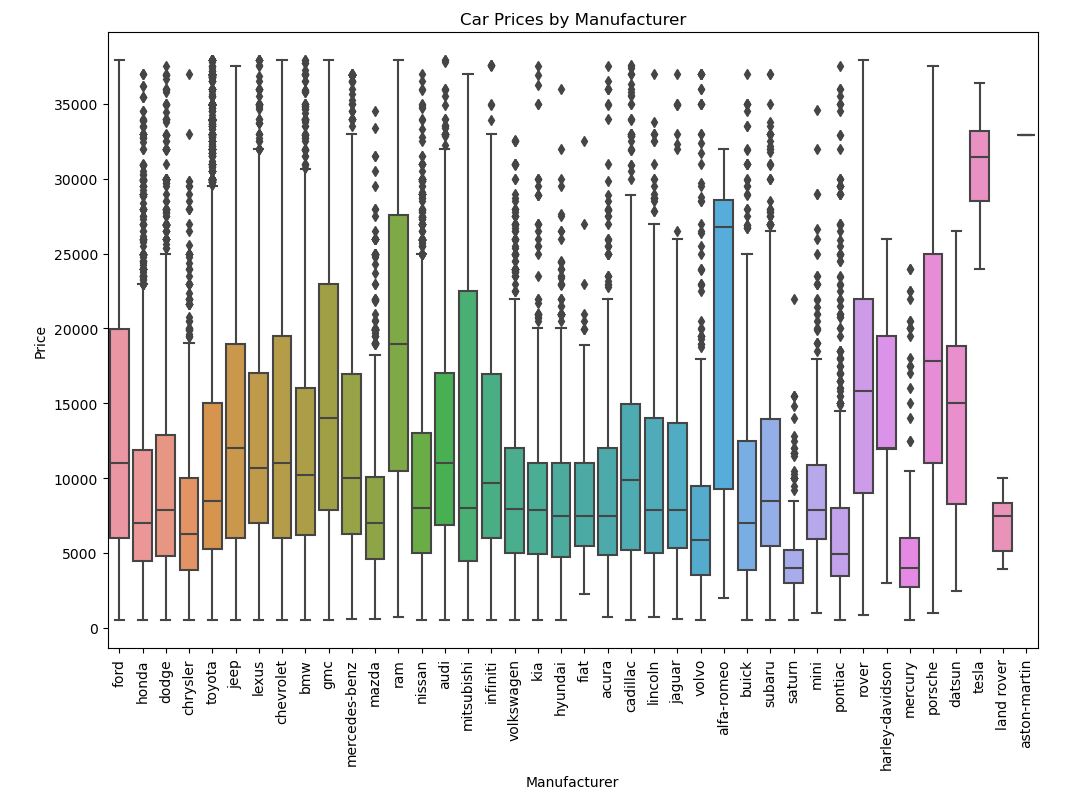 Car Prices by Manufacturer
Price
35000
30000
25000
20000
15000
10000
5000
0
ford
honda
dodge
chrysler
toyota
jeep
lexus
chevrolet
bmw
gmc
mercedes-benz
mazda
ram
nissan
audi
mitsubishi
infiniti
volkswagen
kia
hyundai
fiat
acura
cadillac
lincoln
jaguar
volvo
alfa-romeo
buick
subaru
saturn
mini
pontiac
rover
harley-davidson
mercury
porsche
datsun
tesla
land rover
aston-martin
Manufacturer